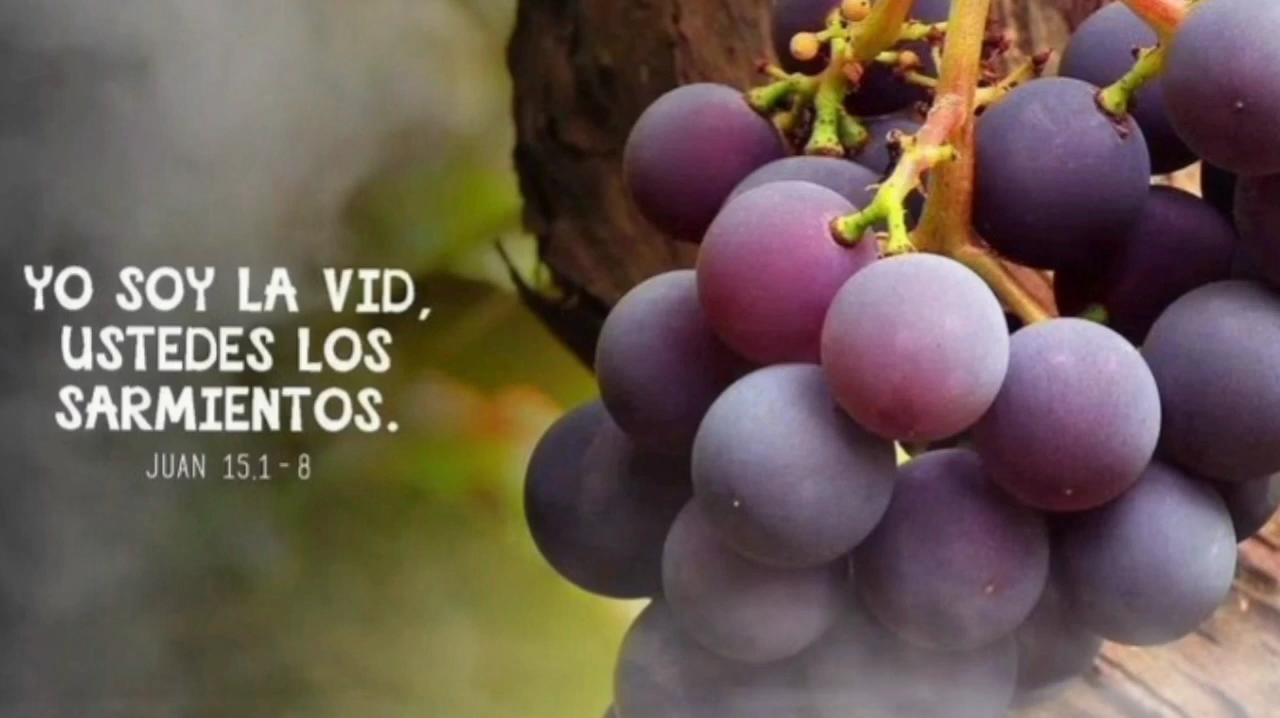 YO SOY LA VID,
USTEDES LOS
SARMIENTOS.
JUAN 15.1-8